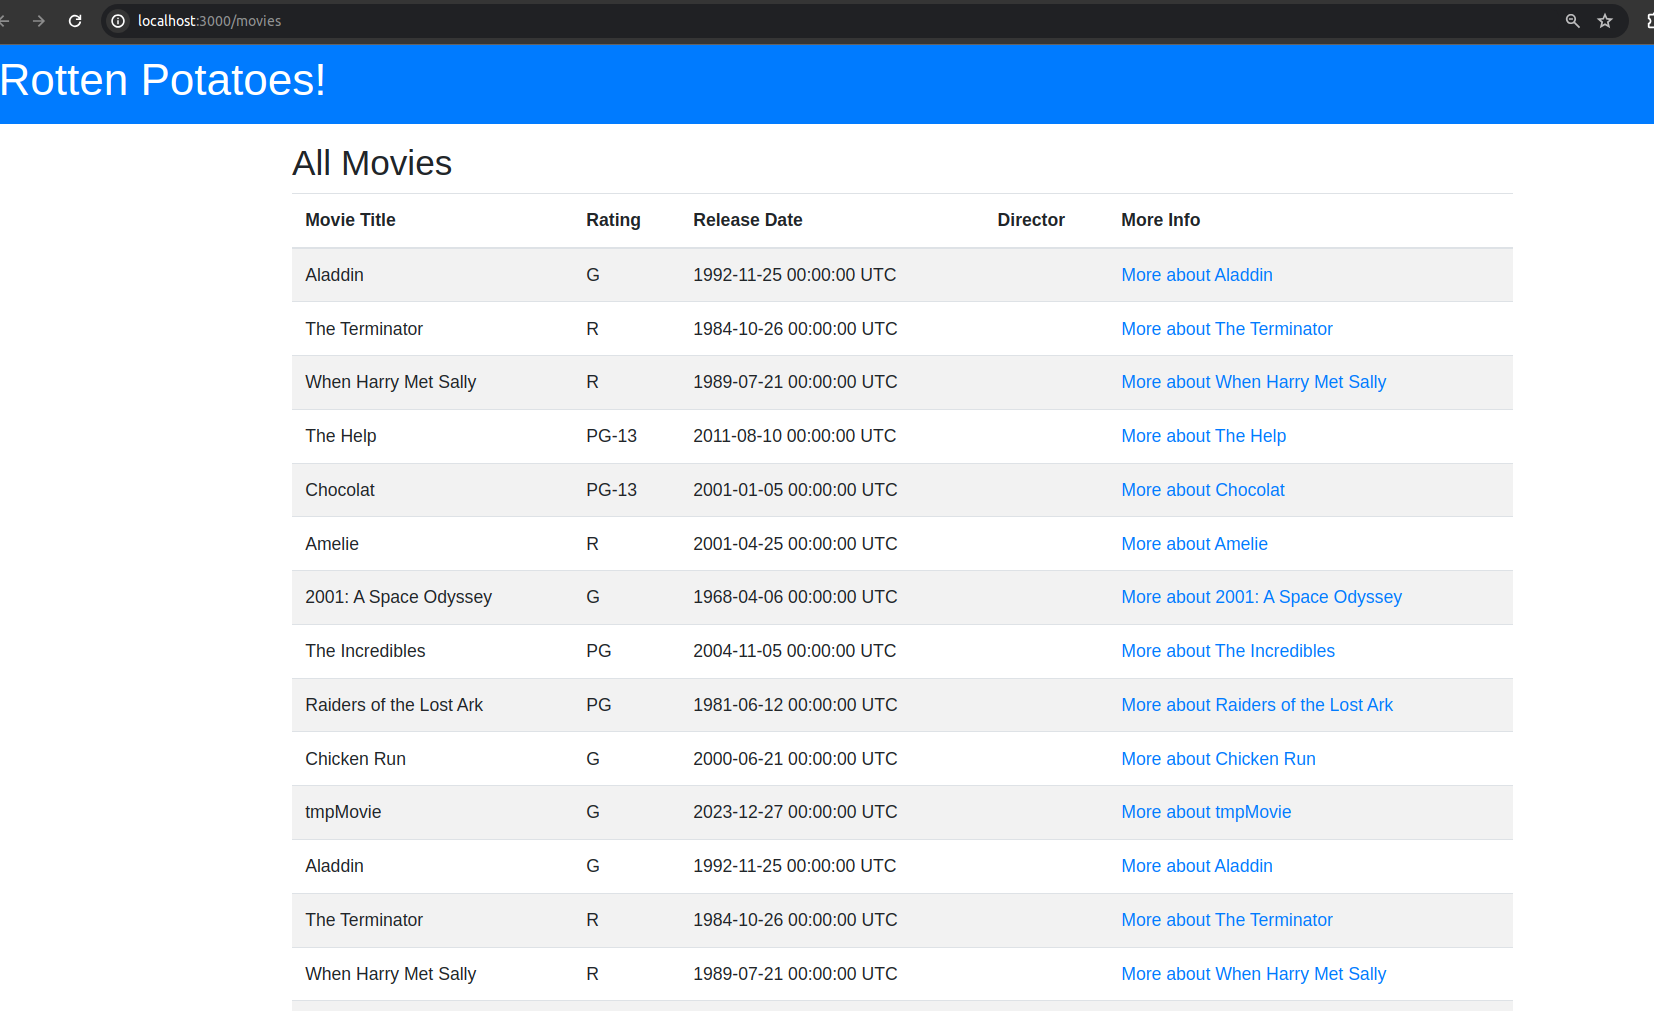 localhost:3000/movies
Rotten Potatoes!
All Movies
Movie Title Rating Release Date Director More Info
Aladdin G 1992-11-25 00:00:00 UTC More about Aladdin
The Terminator R 1984-10-26 00:00:00 UTC More about The Terminator
When Harry Met Sally R 1989-07-21 00:00:00 UTC More about When Harry Met Sally
The Help PG-13 2011-08-10 00:00:00 UTC More about The Help
Chocolat PG-13 2001-01-05 00:00:00 UTC More about Chocolat
Amelie R 2001-04-25 00:00:00 UTC More about Amelie
2001: A Space Odyssey G 1968-04-06 00:00:00 UTC More about 2001: A Space Odyssey
The Incredibles PG 2004-11-05 00:00:00 UTC More about The Incredibles
Raiders of the Lost Ark PG 1981-06-12 00:00:00 UTC More about Raiders of the Lost Ark
Chicken Run G 2000-06-21 00:00:00 UTC More about Chicken Run
tmpMovie G 2023-12-27 00:00:00 UTC More about tmpMovie
Aladdin G 1992-11-25 00:00:00 UTC More about Aladdin
The Terminator R 1984-10-26 00:00:00 UTC More about The Terminator
When Harry Met Sally R 1989-07-21 00:00:00 UTC More about When Harry Met Sally